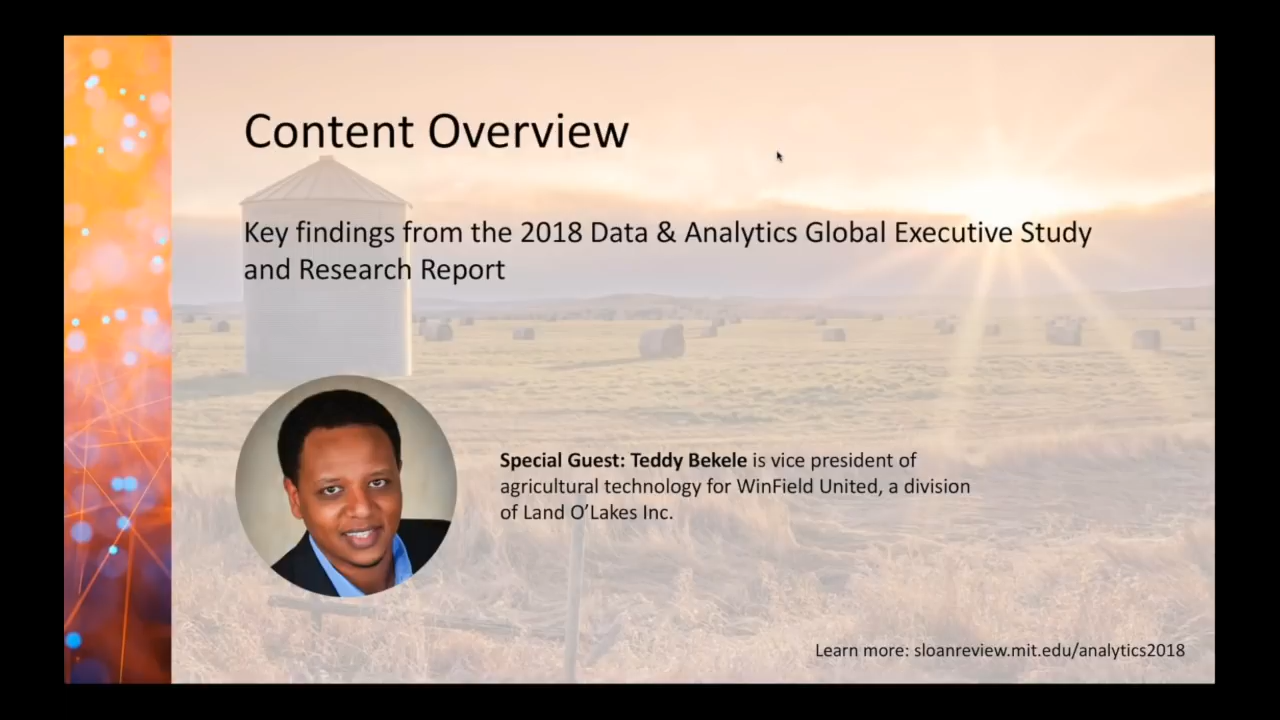 Content Overview
Key findings from the 2018 Data & Analytics Global Executive Study
and Research Report
Special Guest: Teddy Bekele is vice president of
agricultural technology for WinField United, a division
of Land O’Lakes Inc.
Learn more: sloanreview.mit.edu/analytics2018